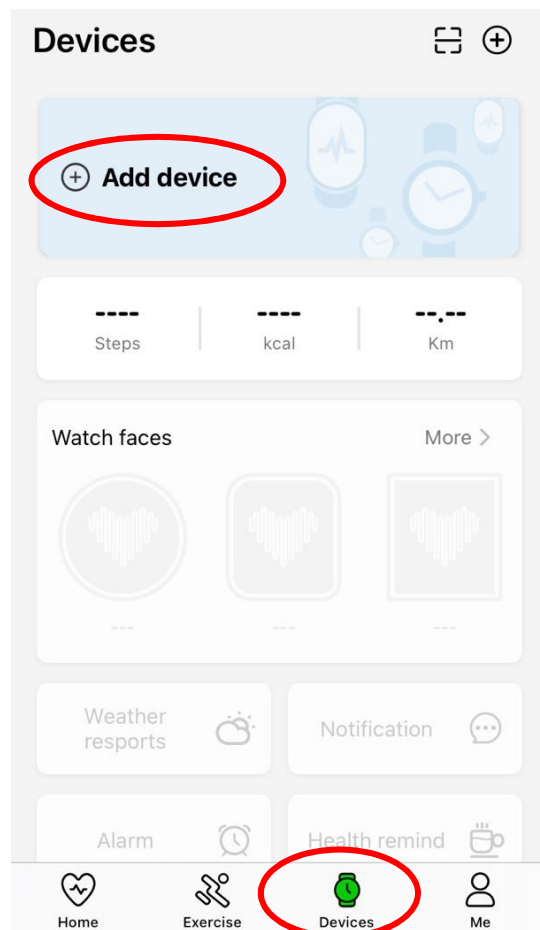 Devices
Add device
---- ---- --.--
Steps kcal Km
Watch faces More >
--- --- ---
Weather
resports
Notification
Alarm Health remind
Home Exercise Devices Me